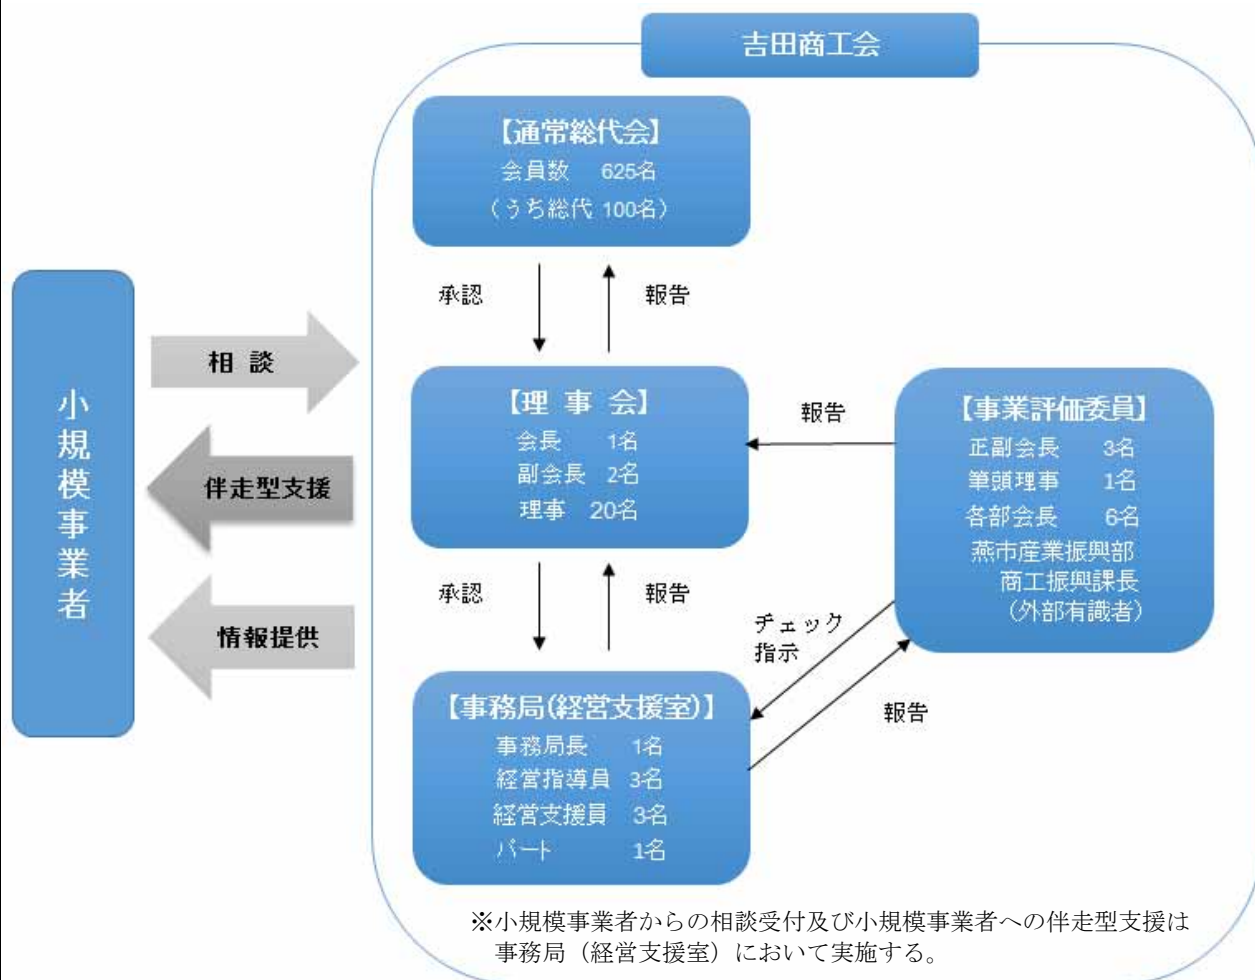 吉田商工会
【通常総代会】
会員数 625名
（うち総代 100名）
承認
報告
小規模事業者
相 談
伴走型支援
情報提供
【理 事 会】
会長 1名
副会長 2名
理事 20名
報告
【事業評価委員】
正副会長 3名
筆頭理事 1名
各部会長 6名
燕市産業振興部
商工振興課長
（外部有識者）
承認
報告
チェック
指示
報告
【事務局(経営支援室)】
事務局長 1名
経営指導員 3名
経営支援員 3名
パート 1名
※小規模事業者からの相談受付及び小規模事業者への伴走型支援は
事務局（経営支援室）において実施する。